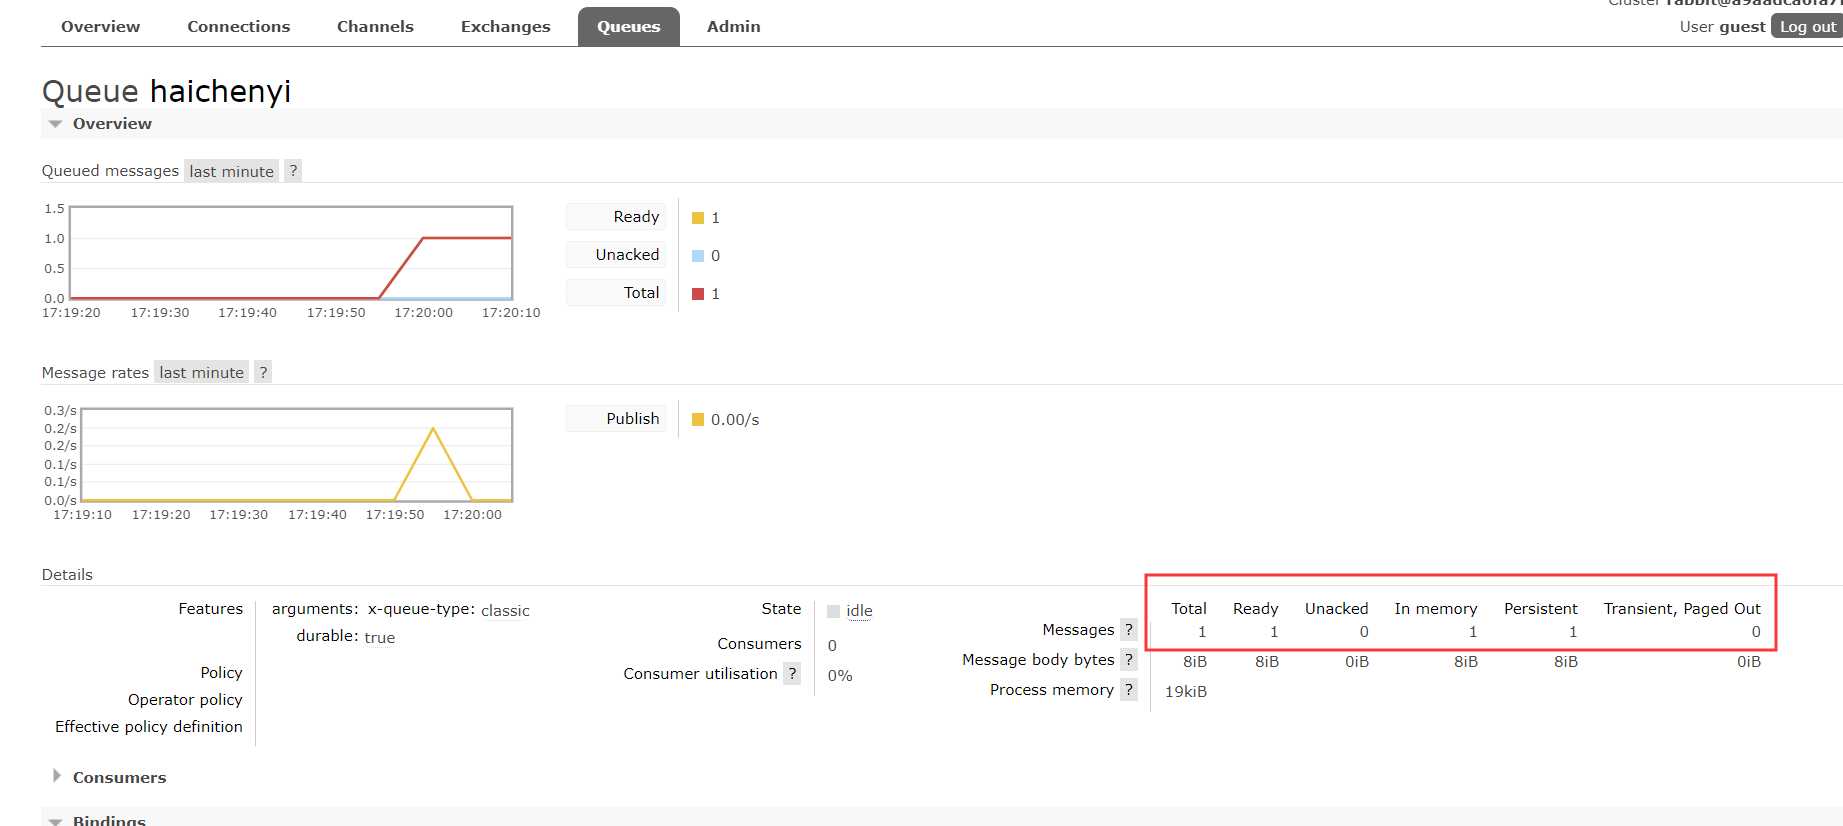 Cluster
Overview Connections Channels Exchanges Queues Admin
User guest Log out
Queue haichenyi
Overview
Queued messages last minute ?
1.5
1.0
0.5
0.0
17:19:20 17:19:30 17:19:40 17:19:50 17:20:00 17:20:10
Ready 1
Unacked 0
Total 1
Message rates last minute ?
0.3/s
0.2/s
0.2/s
0.1/s
0.1/s
0.0/s
17:19:10 17:19:20 17:19:30 17:19:40 17:19:50 17:20:00
Publish 0.00/s
Details
Features arguments: x-queue-type: classic
durable: true
Policy
Operator policy
Effective policy definition
State idle
Consumers 0
Consumer utilisation ? 0%
Total Ready Unacked In memory Persistent Transient, Paged Out
Messages ? 1 1 0 1 1 0
Message body bytes ? 8iB 8iB 0iB 8iB 8iB 0iB
Process memory ? 19kiB
Consumers
Bindings